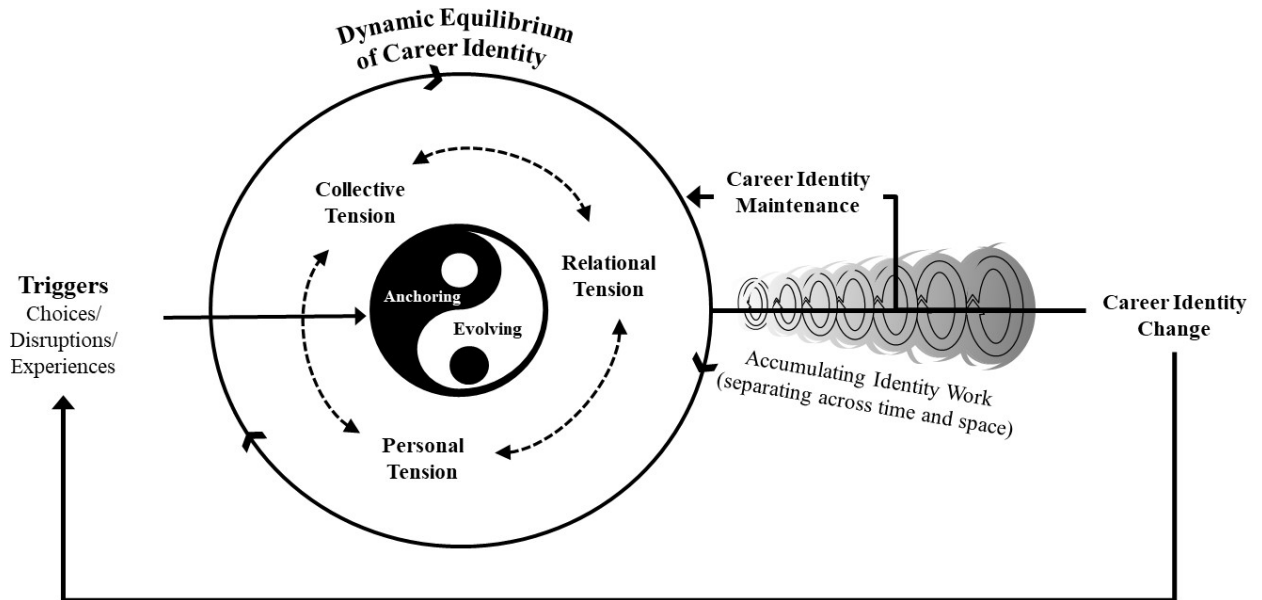 Dynamic Equilibrium
of Career Identity
Collective
Tension
Relational
Tension
Personal
Tension
Anchoring
Evolving
Triggers
Choices/
Disruptions/
Experiences
Career Identity
Maintenance
Accumulating Identity Work
(separating across time and space)
Career Identity
Change